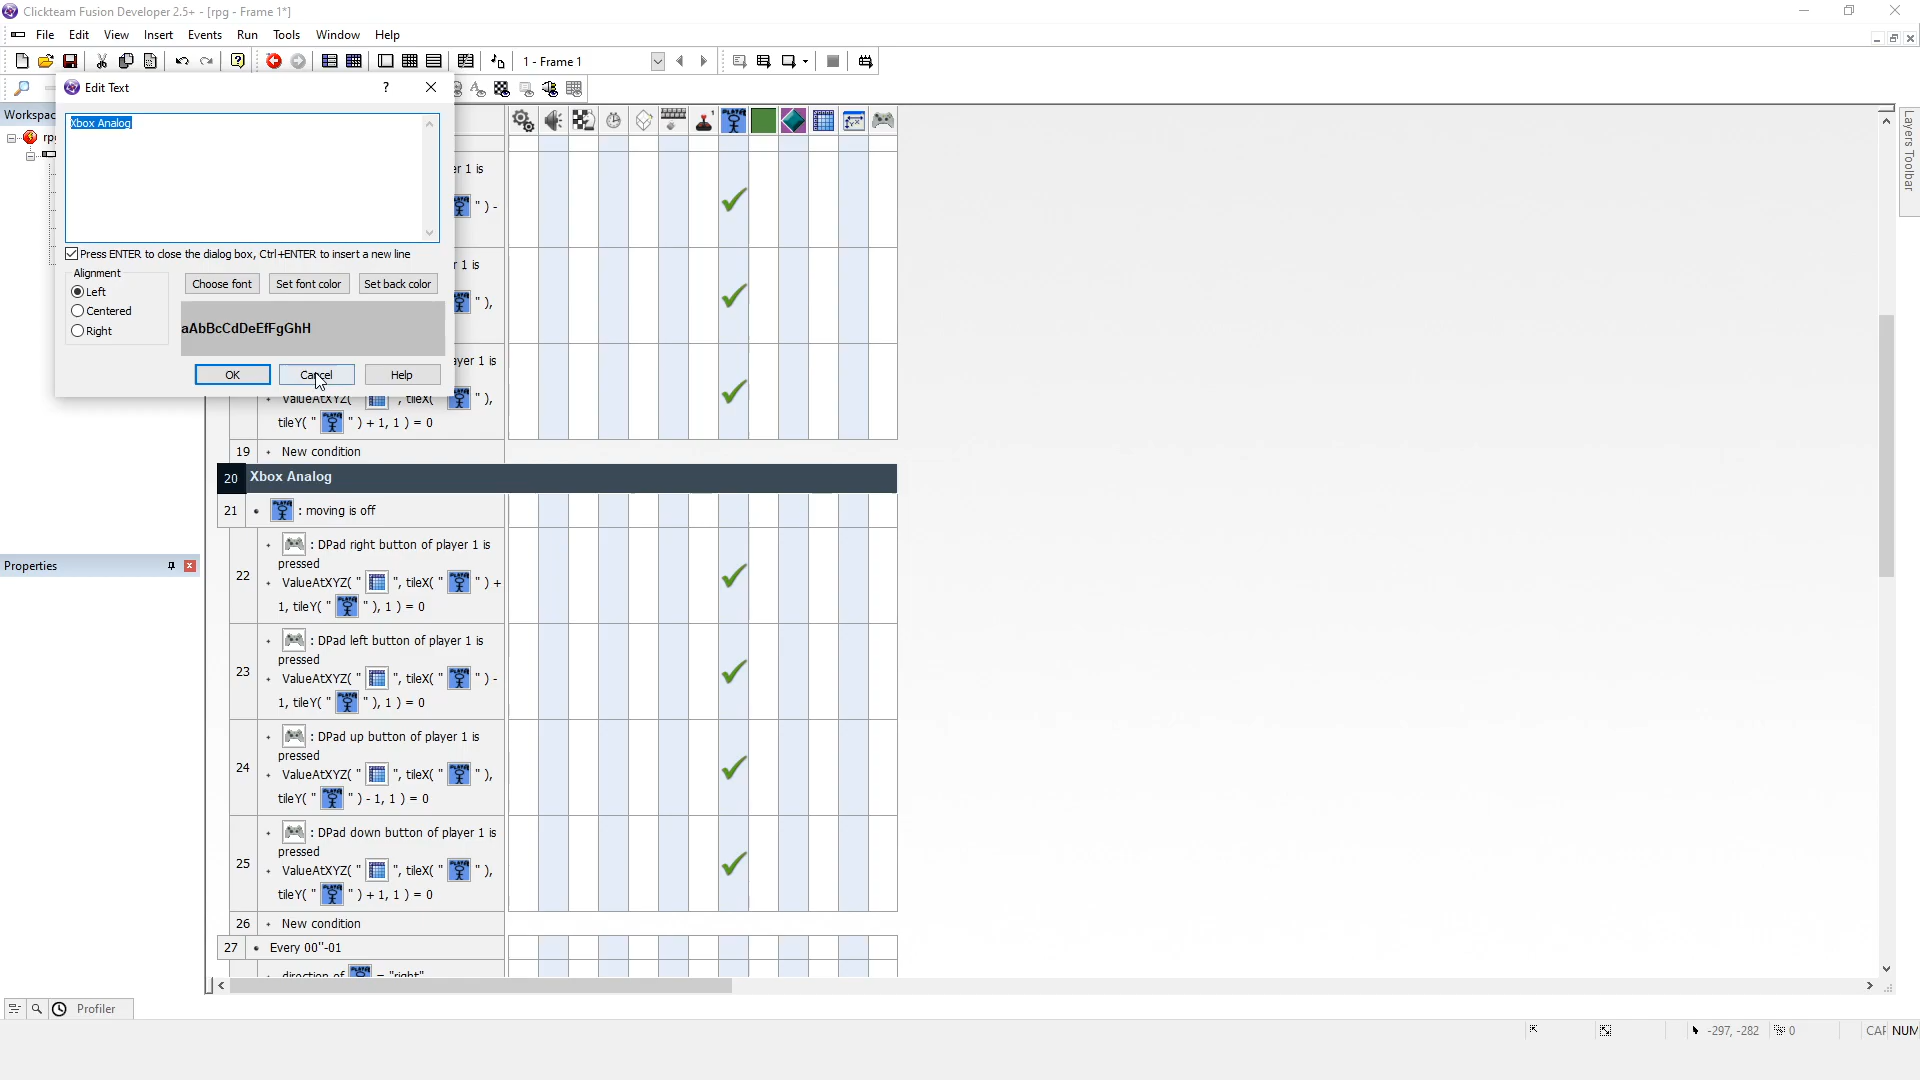 Clickteam Fusion Developer 2.5+ - [rpg - Frame 1*]
File Edit View Insert Events Run Tools Window Help
1 - Frame 1
Edit Text
?
Workspac
Xbox Analog
Press ENTER to close the dialog box, Ctrl+ENTER to insert a new line
Alignment
Left
Centered
Right
Choose font Set font color Set back color
aAbBcCdDeEfFgGhH
OK Cancel Help
Layers Toolbar
er 1 is
" ) -
r 1 is
" ),
ayer 1 is
ValueAtXYZ( " ", tileX( " " ),
tileY( " " ) + 1, 1 ) = 0
19 New condition
20 Xbox Analog
21 : moving is off
22 : DPad right button of player 1 is
pressed
ValueAtXYZ( " ", tileX( " " ) +
1, tileY( " " ), 1 ) = 0
23 : DPad left button of player 1 is
pressed
ValueAtXYZ( " ", tileX( " " ) -
1, tileY( " " ), 1 ) = 0
24 : DPad up button of player 1 is
pressed
ValueAtXYZ( " ", tileX( " " ),
tileY( " " ) - 1, 1 ) = 0
25 : DPad down button of player 1 is
pressed
ValueAtXYZ( " ", tileX( " " ),
tileY( " " ) + 1, 1 ) = 0
26 New condition
27 Every 00"-01
direction of = "right"
Properties
Profiler
-297, -282 0 CAP NUM